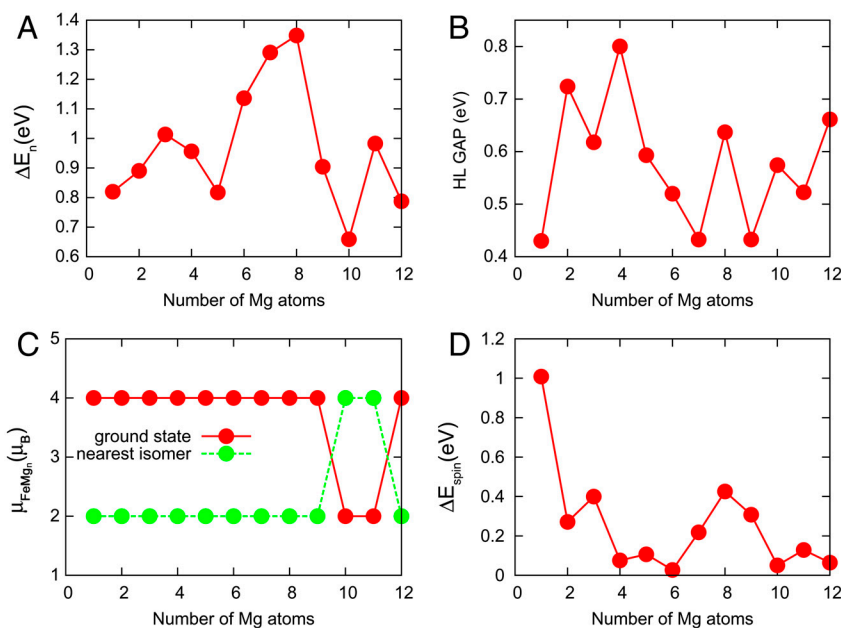 A
1.4
1.3
1.2
1.1
1
0.9
0.8
0.7
0.6
ΔE_n(eV)
0 2 4 6 8 10 12
Number of Mg atoms
B
0.8
0.7
0.6
0.5
0.4
HL GAP (eV)
0 2 4 6 8 10 12
Number of Mg atoms
C
5
4
3
2
1
μ_FeMg_n(μ_B)
ground state
nearest isomer
0 2 4 6 8 10 12
Number of Mg atoms
D
1.2
1
0.8
0.6
0.4
0.2
0
ΔE_spin(eV)
0 2 4 6 8 10 12
Number of Mg atoms